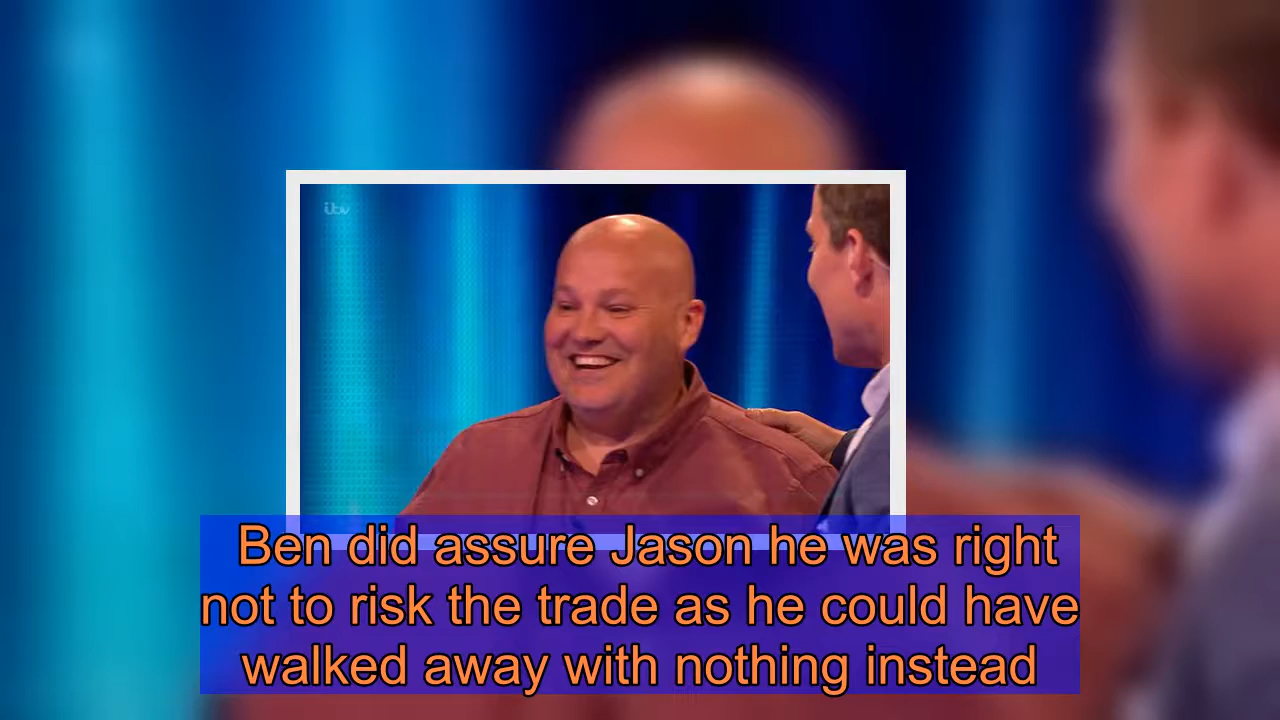 itv
Ben did assure Jason he was right
not to risk the trade as he could have
walked away with nothing instead